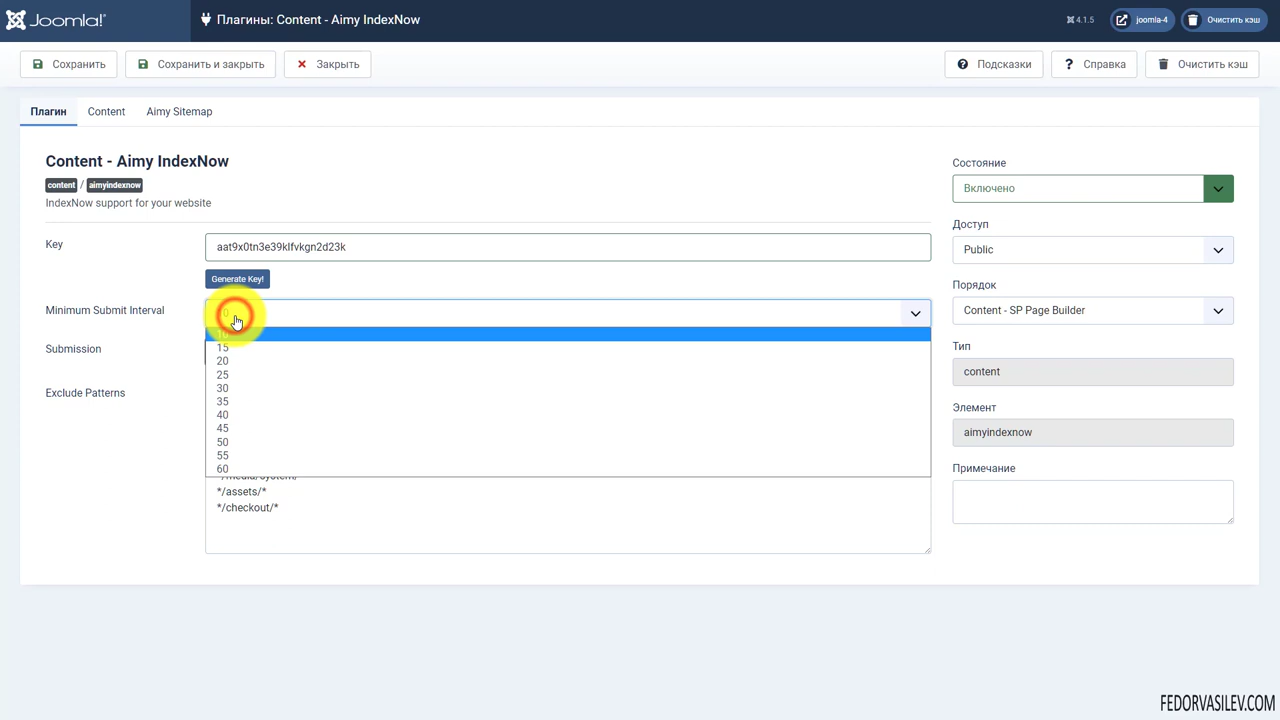 Joomla!
Плагины: Content - Aimy IndexNow
4.1.5
joomla-4
Очистить кэш
Сохранить
Сохранить и закрыть
Закрыть
Подсказки
Справка
Очистить кэш
Плагин
Content
Aimy Sitemap
Content - Aimy IndexNow
content / aimyindexnow
IndexNow support for your website
Key
aat9x0tn3e39klfvkgn2d23k
Generate Key!
Minimum Submit Interval
15
20
25
30
35
40
45
50
55
60
Submission
Exclude Patterns
*/assets/*
*/checkout/*
Состояние
Включено
Доступ
Public
Порядок
Content - SP Page Builder
Тип
content
Элемент
aimyindexnow
Примечание
FEDORVASILEV.COM